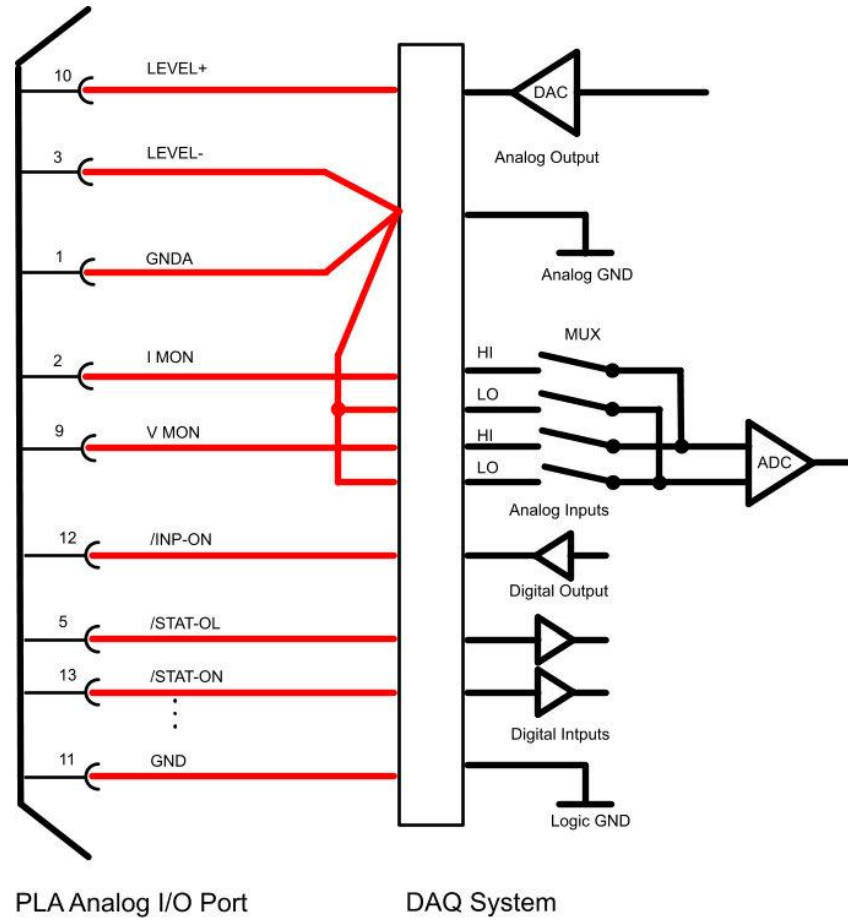 10 LEVEL+
DAC
Analog Output
3 LEVEL-
1 GNDA
Analog GND
MUX
2 I MON
HI
LO
9 V MON
HI
ADC
LO
Analog Inputs
12 /INP-ON
Digital Output
5 /STAT-OL
13 /STAT-ON
Digital Intputs
11 GND
Logic GND
PLA Analog I/O Port
DAQ System